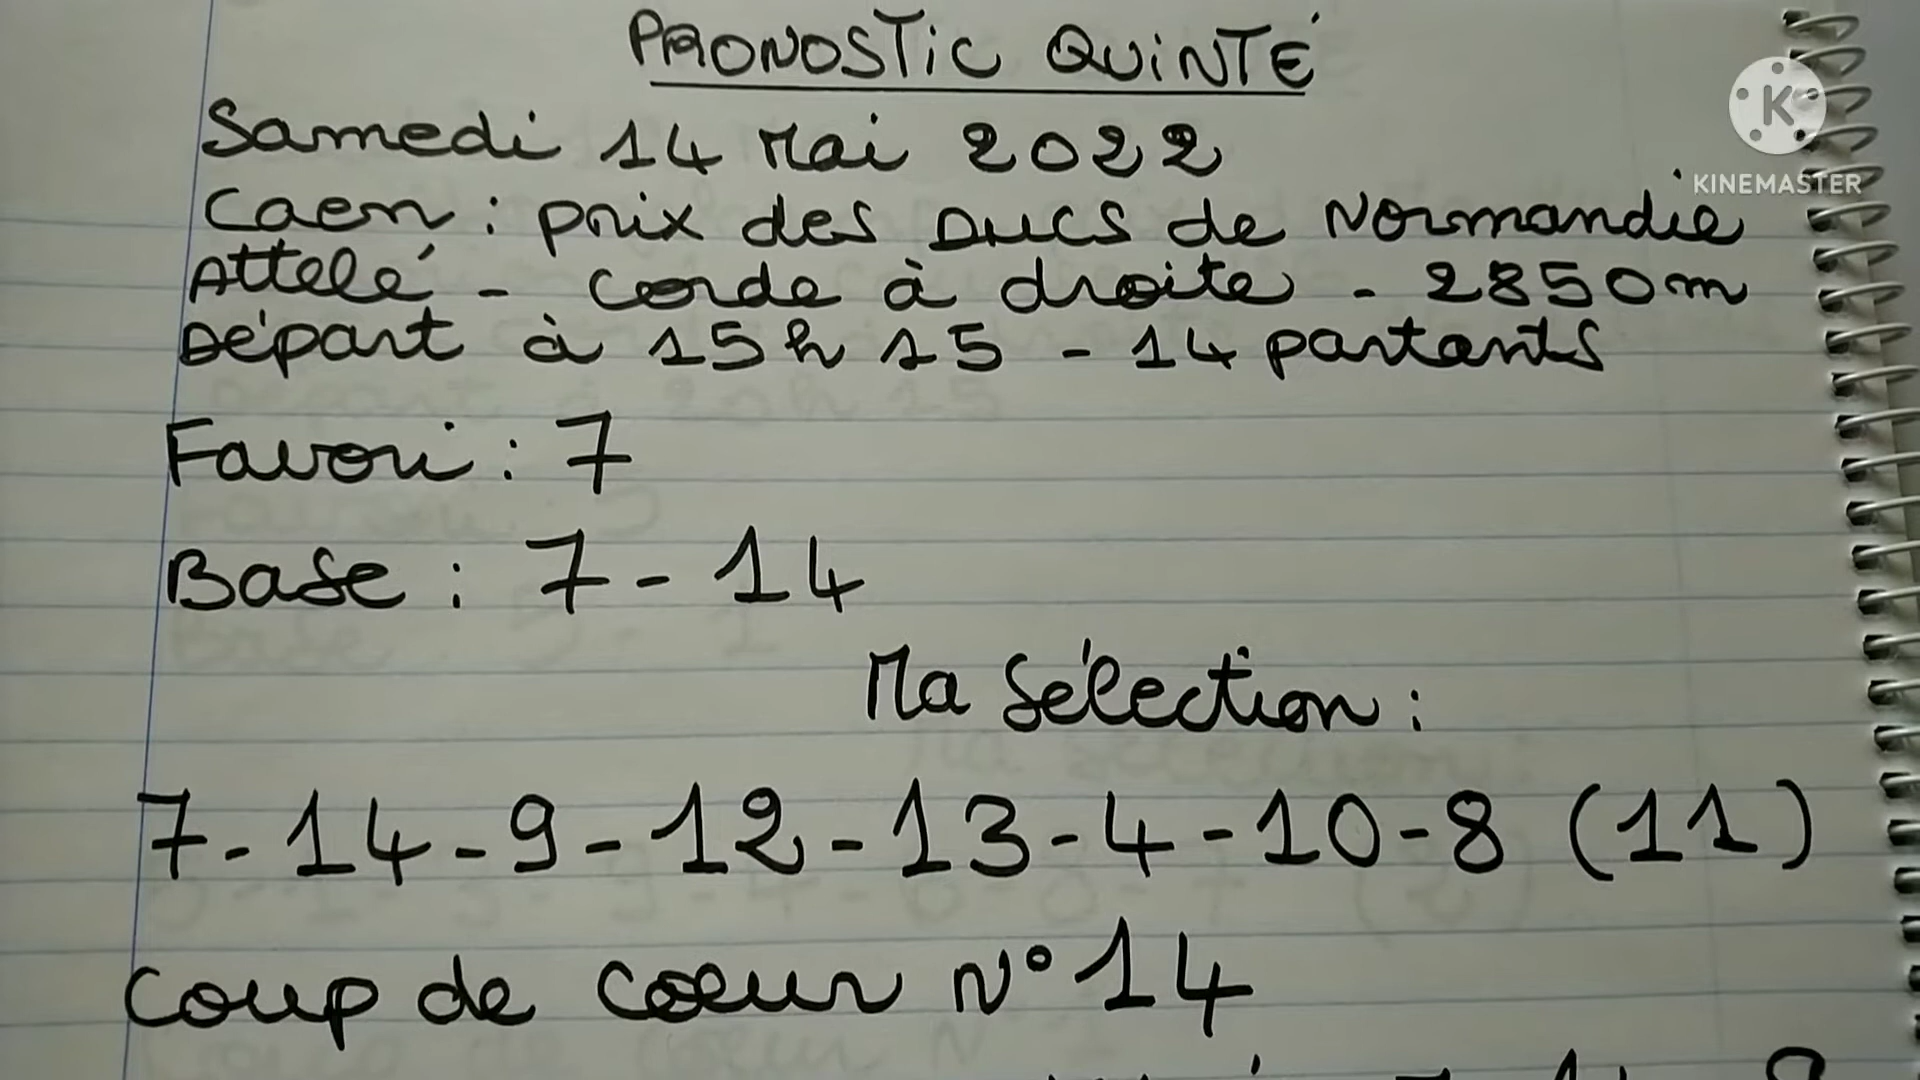 PRONOSTIC QUINTÉ
Samedi 14 Mai 2022
Caen : prix des Ducs de Normandie
Attelé - corde à droite - 2850m
Départ à 15h15 - 14 partants
Favori : 7
Base : 7 - 14
Ma Sélection :
7 - 14 - 9 - 12 - 13 - 4 - 10 - 8 (11)
Coup de coeur N° 14
K
KINEMASTER